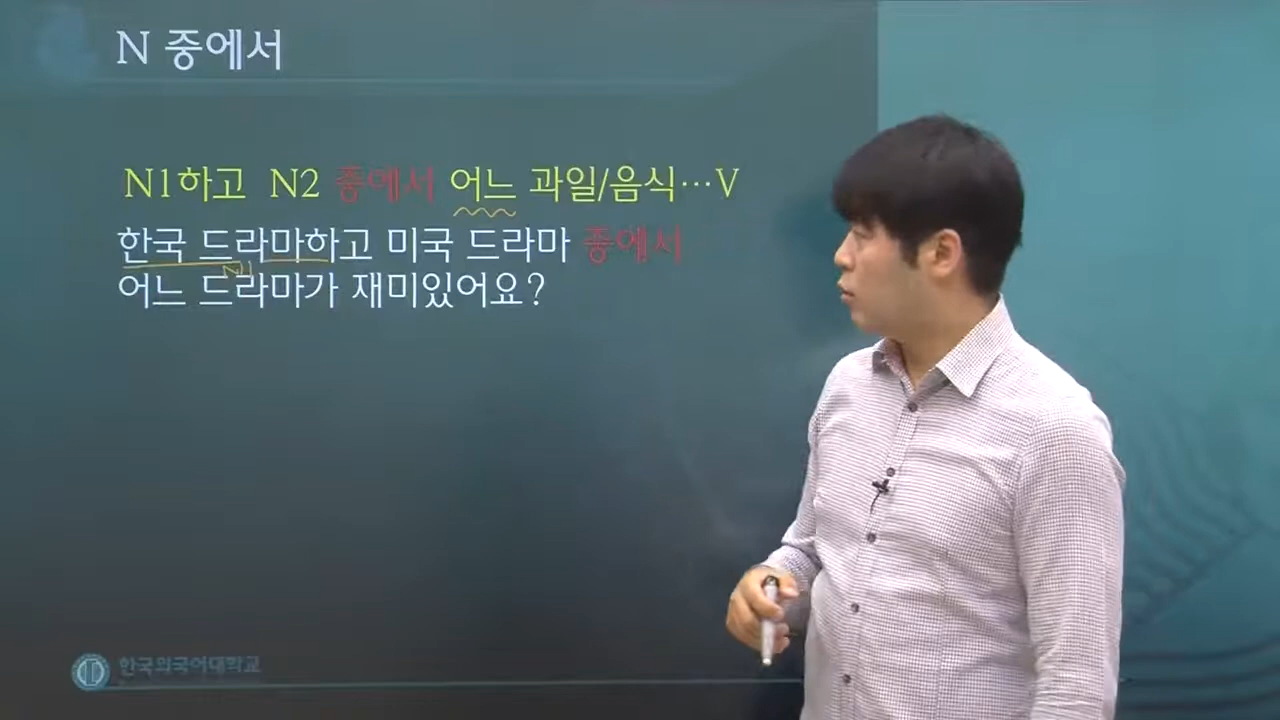 N 중에서
N1하고 N2 중에서 어느 과일/음식…V
한국 드라마하고 미국 드라마 중에서
N1
어느 드라마가 재미있어요?
한국외국어대학교